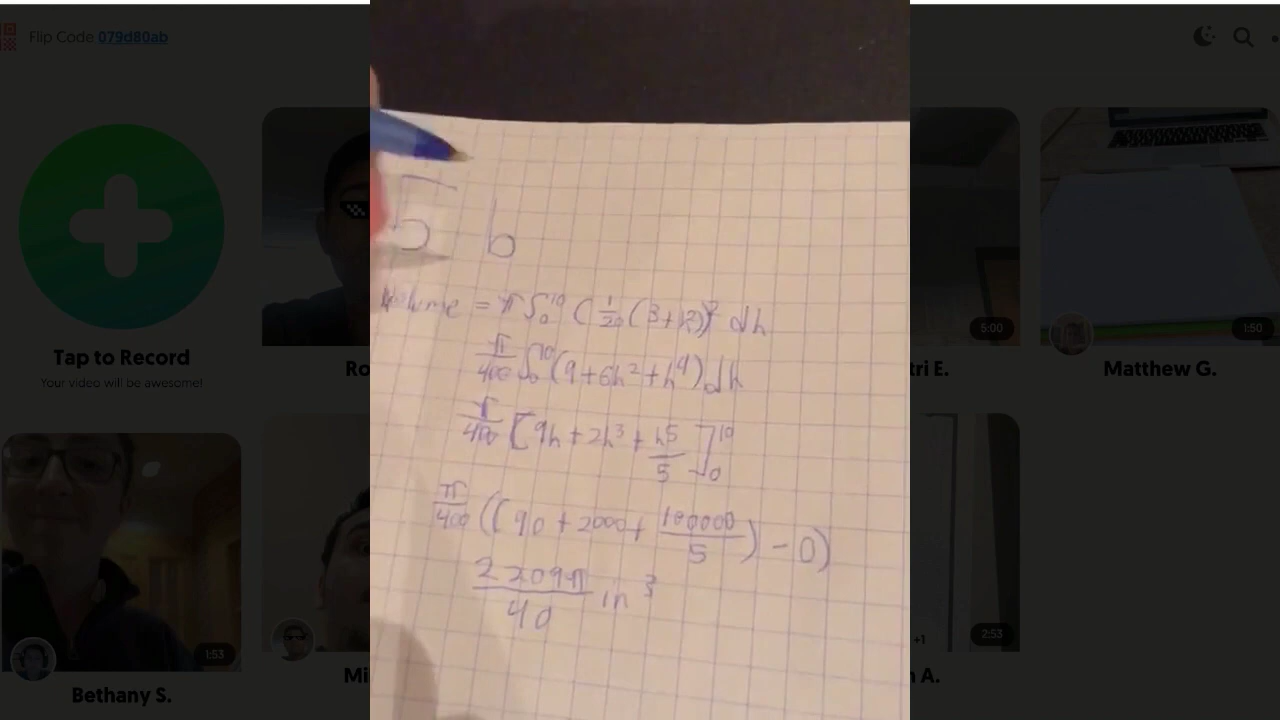 Flip Code 079d80ab
5 b
Volume = π∫₀¹⁰ (1/20 (3+h²))² dh
π/400 ∫₀¹⁰ (9+6h²+h⁴) dh
π/400 [9h+2h³+h⁵/5]₀¹⁰
π/400 ((90+2000+100000/5) - 0)
2209π/40 in³
Tap to Record
Your video will be awesome!
5:00
1:50
Matthew G.
1:53
+1
2:53
Bethany S.